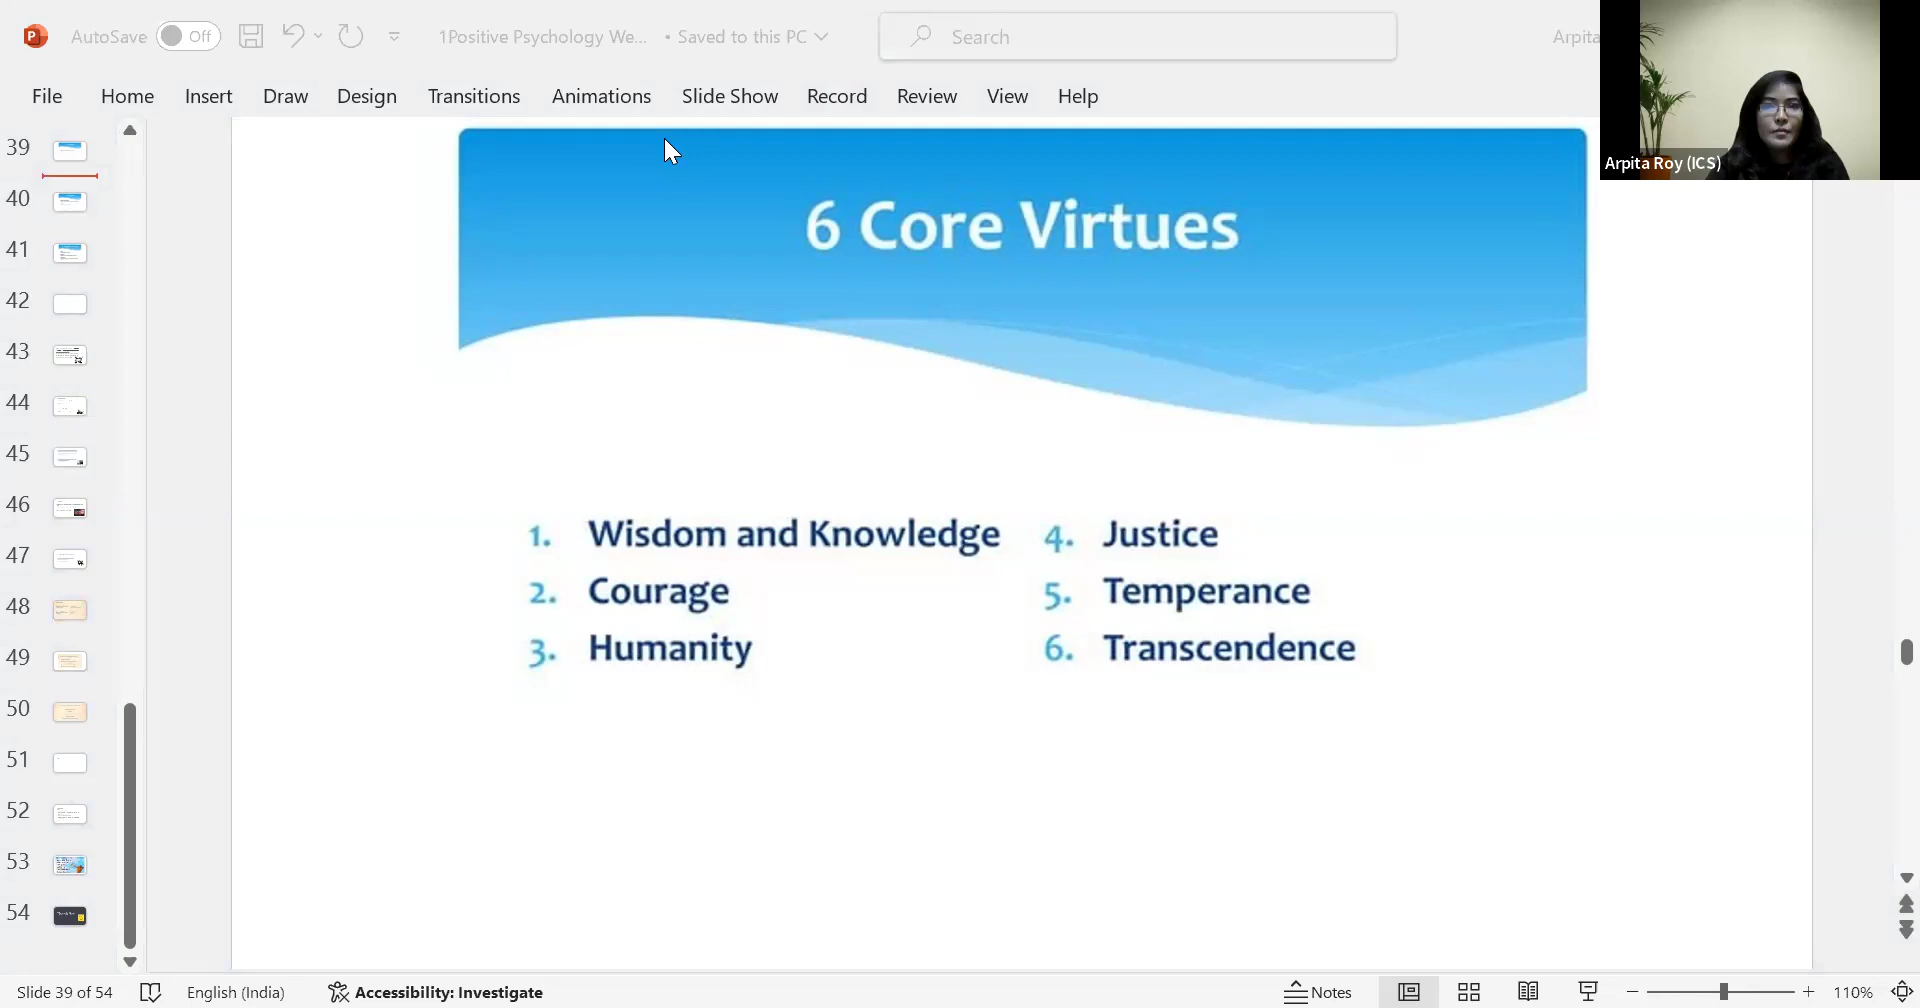 AutoSave Off 1Positive Psychology We... • Saved to this PC Search Arpita
File Home Insert Draw Design Transitions Animations Slide Show Record Review View Help
Arpita Roy (ICS)
6 Core Virtues
1. Wisdom and Knowledge
2. Courage
3. Humanity
4. Justice
5. Temperance
6. Transcendence
39
40
41
42
43
44
45
46
47
48
49
50
51
52
53
54
Slide 39 of 54 English (India) Accessibility: Investigate Notes 110%